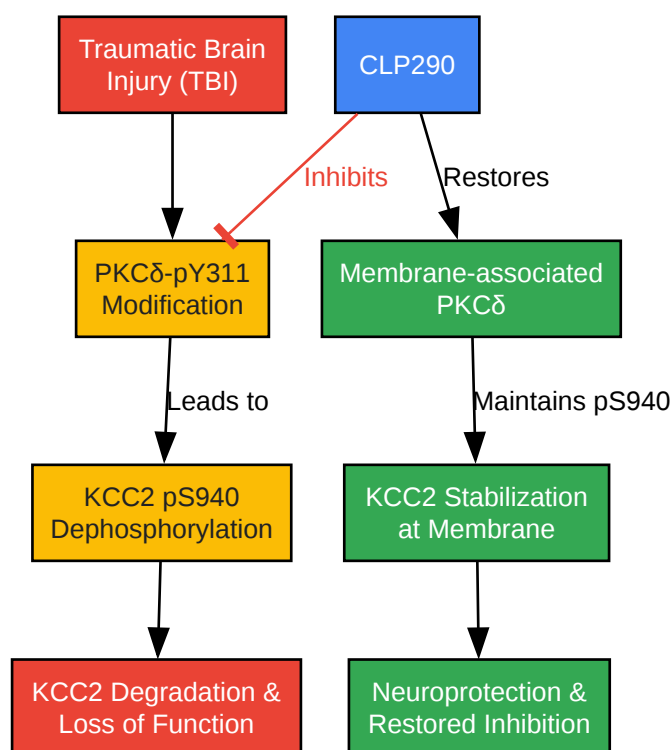 Traumatic Brain
Injury (TBI)
CLP290
Inhibits
Restores
PKCδ-pY311
Modification
Membrane-associated
PKCδ
Leads to
Maintains pS940
KCC2 pS940
Dephosphorylation
KCC2 Stabilization
at Membrane
KCC2 Degradation &
Loss of Function
Neuroprotection &
Restored Inhibition